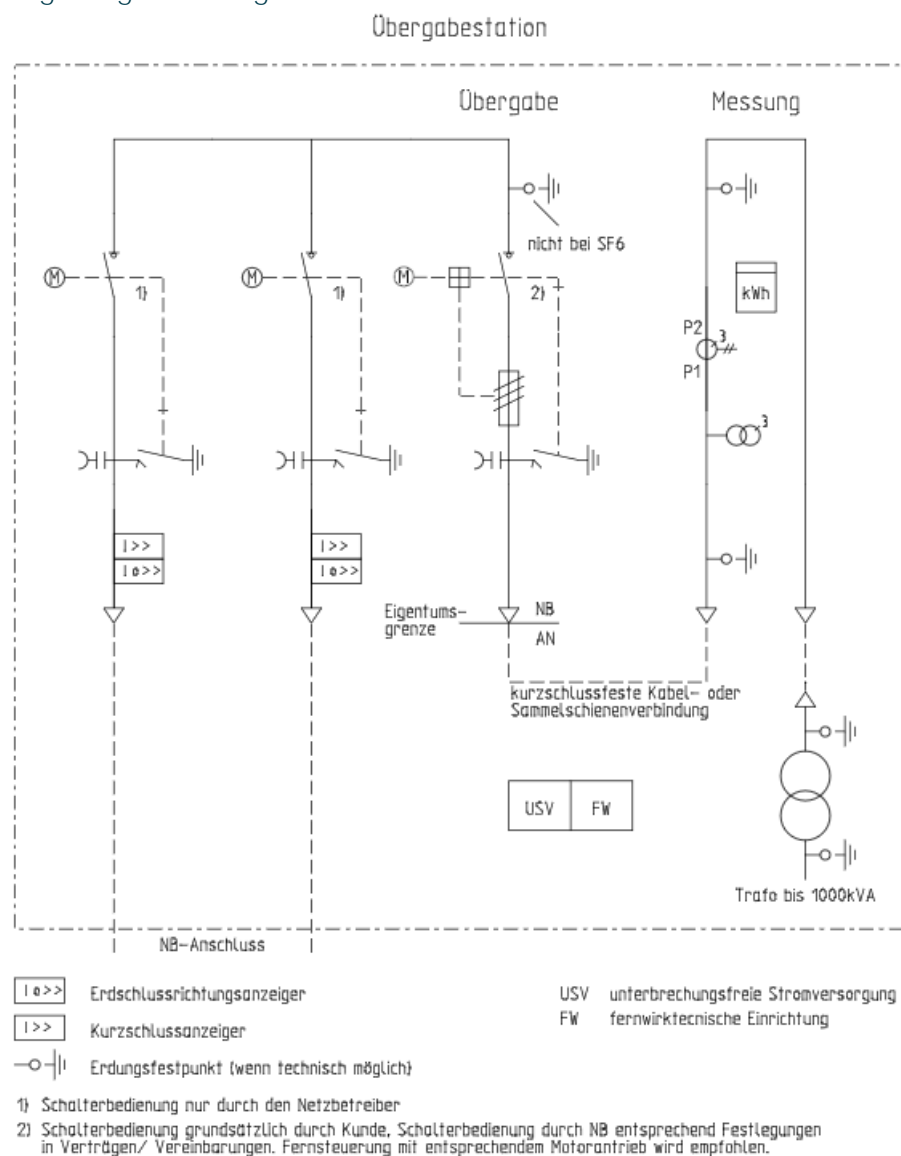 Übergabestation
Übergabe
Messung
nicht bei SF6
M
1)
M
1)
M
2)
kWh
P2
3
P1
3
I>>
I>>
Eigentums-
grenze
NB
AN
kurzschlussfeste Kabel- oder
Sammelschienenverbindung
USV
FW
Trafo bis 1000kVA
NB-Anschluss
Erdschlussrichtungsanzeiger
I>>
Kurzschlussanzeiger
Erdungsfestpunkt (wenn technisch möglich)
USV unterbrechungsfreie Stromversorgung
FW fernwirktecnische Einrichtung
1) Schalterbedienung nur durch den Netzbetreiber
2) Schalterbedienung grundsätzlich durch Kunde, Schalterbedienung durch NB entsprechend Festlegungen
in Verträgen/ Vereinbarungen. Fernsteuerung mit entsprechendem Motorantrieb wird empfohlen.